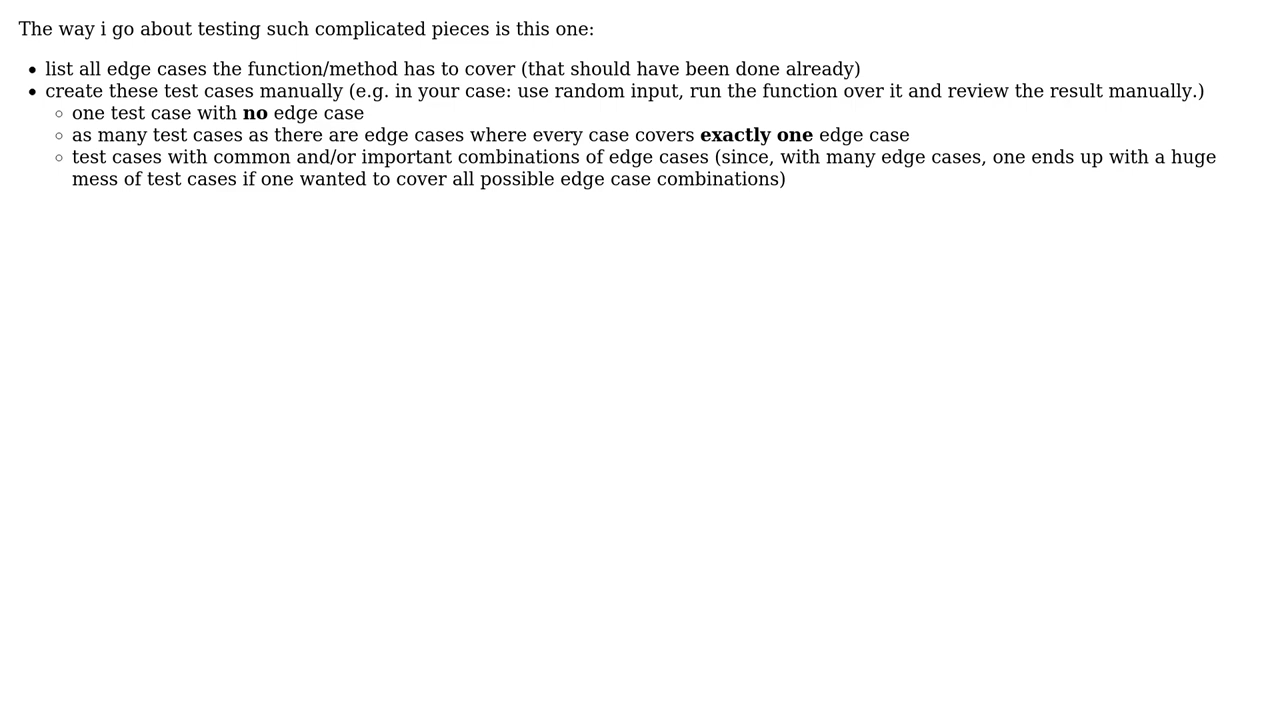 The way i go about testing such complicated pieces is this one:
list all edge cases the function/method has to cover (that should have been done already)
create these test cases manually (e.g. in your case: use random input, run the function over it and review the result manually.)
one test case with no edge case
as many test cases as there are edge cases where every case covers exactly one edge case
test cases with common and/or important combinations of edge cases (since, with many edge cases, one ends up with a huge
mess of test cases if one wanted to cover all possible edge case combinations)